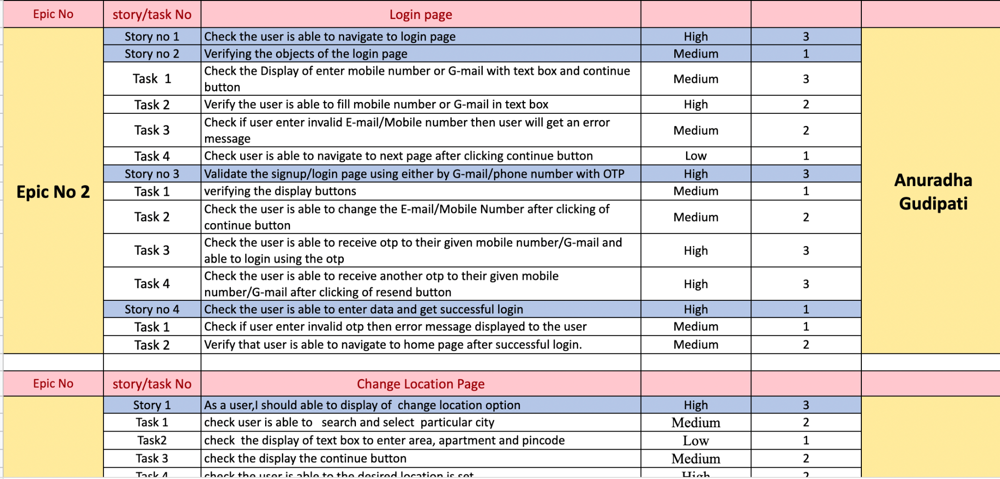 Epic No story/task No Login page
Story no 1 Check the user is able to navigate to login page High 3
Story no 2 Verifying the objects of the login page Medium 1
Task 1 Check the Display of enter mobile number or G-mail with text box and continue
button Medium 3
Task 2 Verify the user is able to fill mobile number or G-mail in text box High 2
Task 3 Check if user enter invalid E-mail/Mobile number then user will get an error
message Medium 2
Task 4 Check user is able to navigate to next page after clicking continue button Low 1
Story no 3 Validate the signup/login page using either by G-mail/phone number with OTP High 3
Epic No 2
Anuradha
Gudipati
Task 1 verifying the display buttons Medium 1
Task 2 Check the user is able to change the E-mail/Mobile Number after clicking of
continue button Medium 2
Task 3 Check the user is able to receive otp to their given mobile number/G-mail and
able to login using the otp High 3
Task 4 Check the user is able to receive another otp to their given mobile
number/G-mail after clicking of resend button High 3
Story no 4 Check the user is able to enter data and get successful login High 1
Task 1 Check if user enter invalid otp then error message displayed to the user Medium 1
Task 2 Verify that user is able to navigate to home page after successful login. Medium 2
Epic No story/task No Change Location Page
Story 1 As a user,I should able to display of change location option High 3
Task 1 check user is able to search and select particular city Medium 2
Task2 check the display of text box to enter area, apartment and pincode Low 1
Task 3 check the display the continue button Medium 2
Task 4 check the user is able to the desired location is set High 2